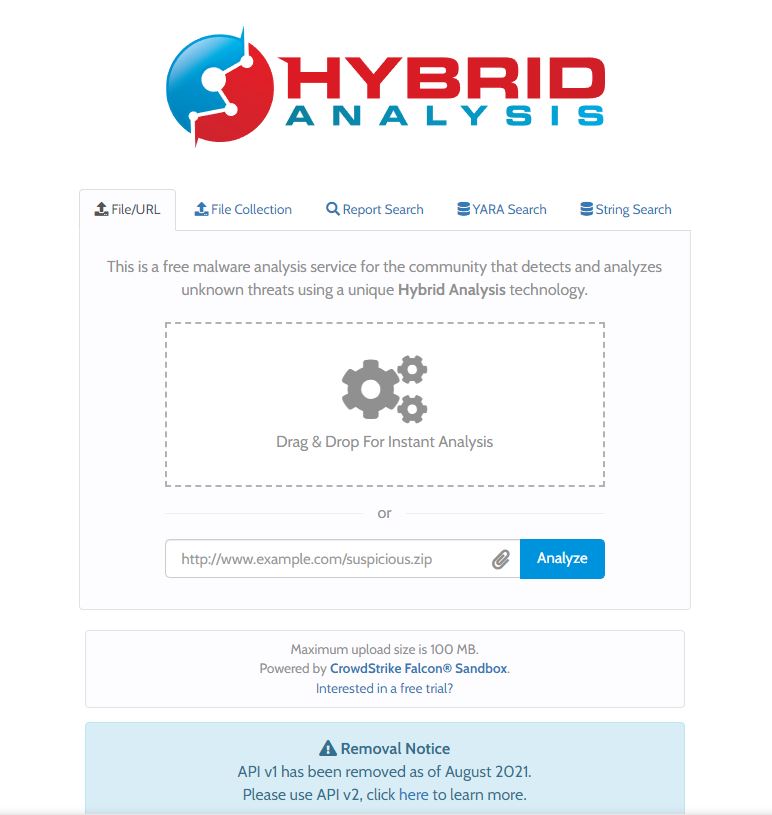 HYBRID
ANALYSIS
File/URL File Collection Report Search YARA Search String Search
This is a free malware analysis service for the community that detects and analyzes
unknown threats using a unique Hybrid Analysis technology.
Drag & Drop For Instant Analysis
or
http://www.example.com/suspicious.zip Analyze
Maximum upload size is 100 MB.
Powered by CrowdStrike Falcon® Sandbox.
Interested in a free trial?
Removal Notice
API v1 has been removed as of August 2021.
Please use API v2, click here to learn more.